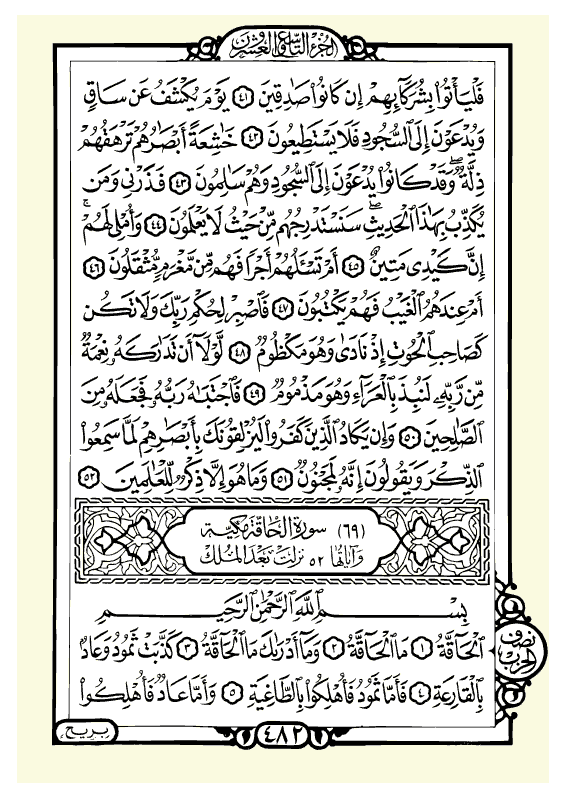 الجزء التاسع والعشرون
فَلْيَأْتُوا۟ بِشُرَكَآئِهِمْ إِن كَانُوا۟ صَٰدِقِينَ ٤١ يَوْمَ يُكْشَفُ عَن سَاقٍ
وَيُدْعَوْنَ إِلَى ٱلسُّجُودِ فَلَا يَسْتَطِيعُونَ ٤٢ خَٰشِعَةً أَبْصَٰرُهُمْ تَرْهَقُهُمْ
ذِلَّةٌ ۖ وَقَدْ كَانُوا۟ يُدْعَوْنَ إِلَى ٱلسُّجُودِ وَهُمْ سَٰلِمُونَ ٤٣ فَذَرْنِى وَمَن
يُكَذِّبُ بِهَٰذَا ٱلْحَدِيثِ ۖ سَنَسْتَدْرِجُهُم مِّنْ حَيْثُ لَا يَعْلَمُونَ ٤٤ وَأُمْلِى لَهُمْ ۚ
إِنَّ كَيْدِى مَتِينٌ ٤٥ أَمْ تَسْـَٔلُهُمْ أَجْرًا فَهُم مِّن مَّغْرَمٍ مُّثْقَلُونَ ٤٦
أَمْ عِندَهُمُ ٱلْغَيْبُ فَهُمْ يَكْتُبُونَ ٤٧ فَٱصْبِرْ لِحُكْمِ رَبِّكَ وَلَا تَكُن
كَصَاحِبِ ٱلْحُوتِ إِذْ نَادَىٰ وَهُوَ مَكْظُومٌ ٤٨ لَّوْلَآ أَن تَدَٰرَكَهُۥ نِعْمَةٌ
مِّن رَّبِّهِۦ لَنُبِذَ بِٱلْعَرَآءِ وَهُوَ مَذْمُومٌ ٤٩ فَٱجْتَبَٰهُ رَبُّهُۥ فَجَعَلَهُۥ مِنَ
ٱلصَّٰلِحِينَ ٥٠ وَإِن يَكَادُ ٱلَّذِينَ كَفَرُوا۟ لَيُزْلِقُونَكَ بِأَبْصَٰرِهِمْ لَمَّا سَمِعُوا۟
ٱلذِّكْرَ وَيَقُولُونَ إِنَّهُۥ لَمَجْنُونٌ ٥١ وَمَا هُوَ إِلَّا ذِكْرٌ لِّلْعَٰلَمِينَ ٥٢
(٦٩) سورة الحاقة مكية
وآياتها ٥٢ نزلت بعد الملك
بِسْمِ ٱللَّهِ ٱلرَّحْمَٰنِ ٱلرَّحِيمِ
ٱلْحَآقَّةُ ١ مَا ٱلْحَآقَّةُ ٢ وَمَآ أَدْرَىٰكَ مَا ٱلْحَآقَّةُ ٣ كَذَّبَتْ ثَمُودُ وَعَادٌۢ
بِٱلْقَارِعَةِ ٤ فَأَمَّا ثَمُودُ فَأُهْلِكُوا۟ بِٱلطَّاغِيَةِ ٥ وَأَمَّا عَادٌ فَأُهْلِكُوا۟
نصف
الحزب
بِرِيحٍ
٤٨٢